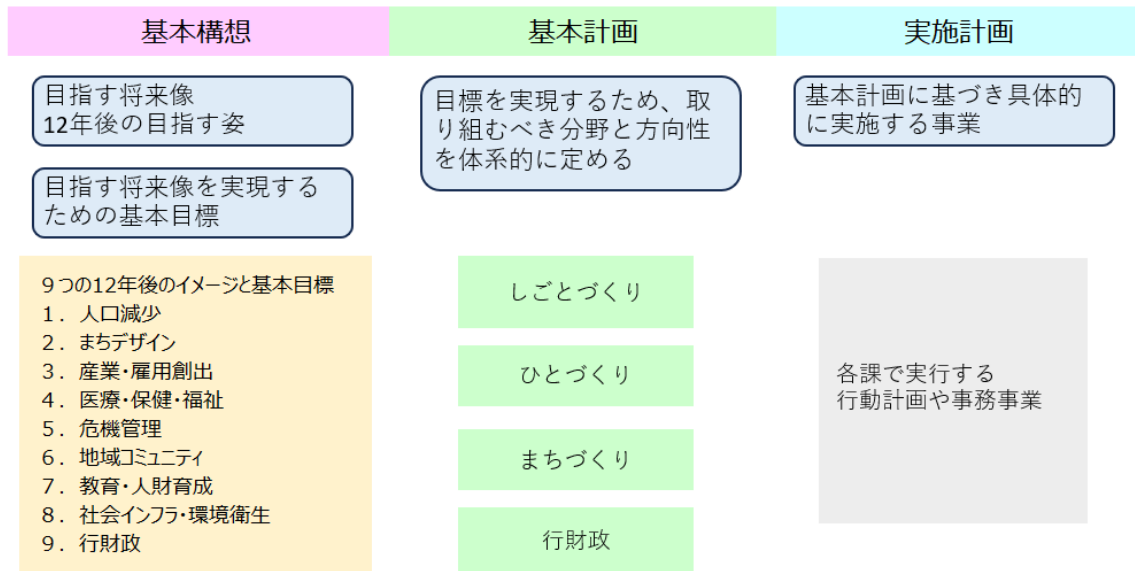 基本構想
基本計画
実施計画
目指す将来像
12年後の目指す姿
目指す将来像を実現する
ための基本目標
目標を実現するため、取
り組むべき分野と方向性
を体系的に定める
基本計画に基づき具体的
に実施する事業
9つの12年後のイメージと基本目標
1．人口減少
2．まちデザイン
3．産業・雇用創出
4．医療・保健・福祉
5．危機管理
6．地域コミュニティ
7．教育・人財育成
8．社会インフラ・環境衛生
9．行財政
しごとづくり
ひとづくり
まちづくり
行財政
各課で実行する
行動計画や事務事業